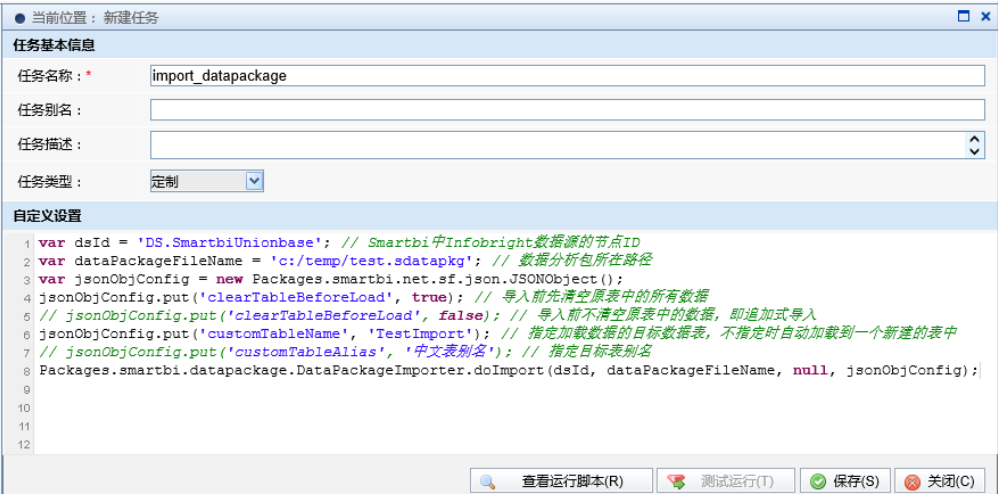 当前位置： 新建任务
任务基本信息
任务名称：* import_datapackage
任务别名：
任务描述：
任务类型： 定制
自定义设置
1 var dsId = 'DS.SmartbiUnionbase'; // Smartbi中Infobright数据源的节点ID
2 var dataPackageFileName = 'c:/temp/test.sdatapkg'; // 数据分析包所在路径
3 var jsonObjConfig = new Packages.smartbi.net.sf.json.JSONObject();
4 jsonObjConfig.put('clearTableBeforeLoad', true); // 导入前先清空原表中的所有数据
5 // jsonObjConfig.put('clearTableBeforeLoad', false); // 导入前不清空原表中的数据，即追加式导入
6 jsonObjConfig.put('customTableName', 'TestImport'); // 指定加载数据的目标数据表，不指定时自动加载到一个新建的表中
7 // jsonObjConfig.put('customTableAlias', '中文表别名'); // 指定目标表别名
8 Packages.smartbi.datapackage.DataPackageImporter.doImport(dsId, dataPackageFileName, null, jsonObjConfig);
9
10
11
12
查看运行脚本(R) 测试运行(T) 保存(S) 关闭(C)